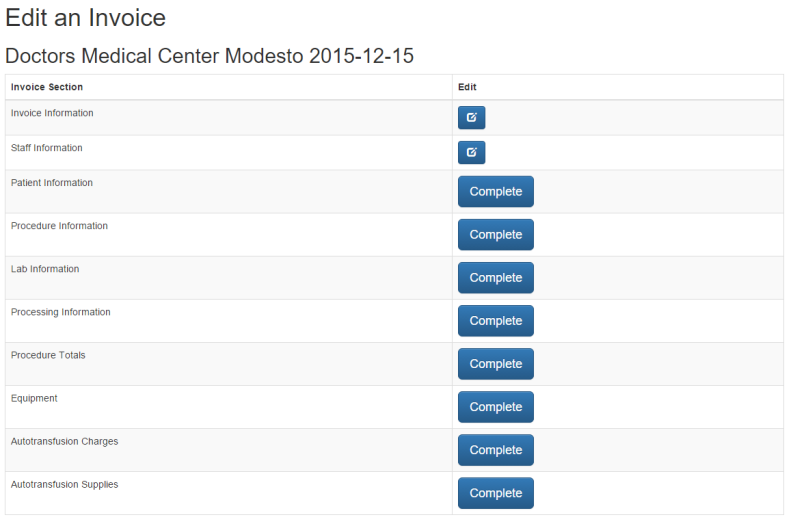 Edit an Invoice
Doctors Medical Center Modesto 2015-12-15
Invoice Section Edit
Invoice Information
Staff Information
Patient Information Complete
Procedure Information Complete
Lab Information Complete
Processing Information Complete
Procedure Totals Complete
Equipment Complete
Autotransfusion Charges Complete
Autotransfusion Supplies Complete